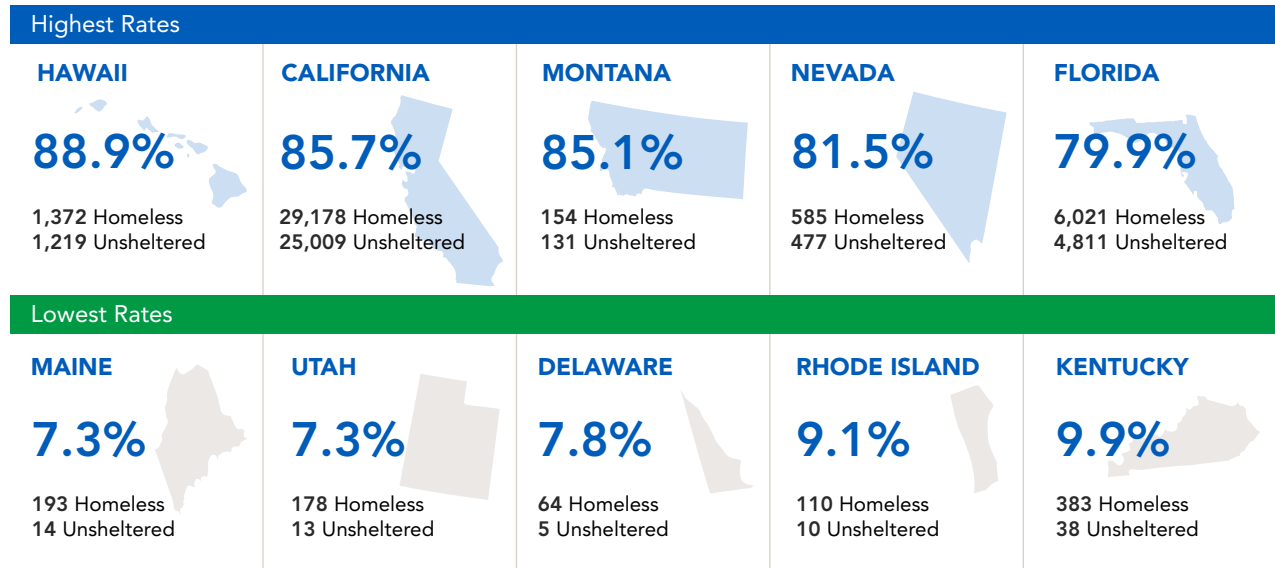 Highest Rates
HAWAII
88.9%
1,372 Homeless
1,219 Unsheltered
CALIFORNIA
85.7%
29,178 Homeless
25,009 Unsheltered
MONTANA
85.1%
154 Homeless
131 Unsheltered
NEVADA
81.5%
585 Homeless
477 Unsheltered
FLORIDA
79.9%
6,021 Homeless
4,811 Unsheltered
Lowest Rates
MAINE
7.3%
193 Homeless
14 Unsheltered
UTAH
7.3%
178 Homeless
13 Unsheltered
DELAWARE
7.8%
64 Homeless
5 Unsheltered
RHODE ISLAND
9.1%
110 Homeless
10 Unsheltered
KENTUCKY
9.9%
383 Homeless
38 Unsheltered